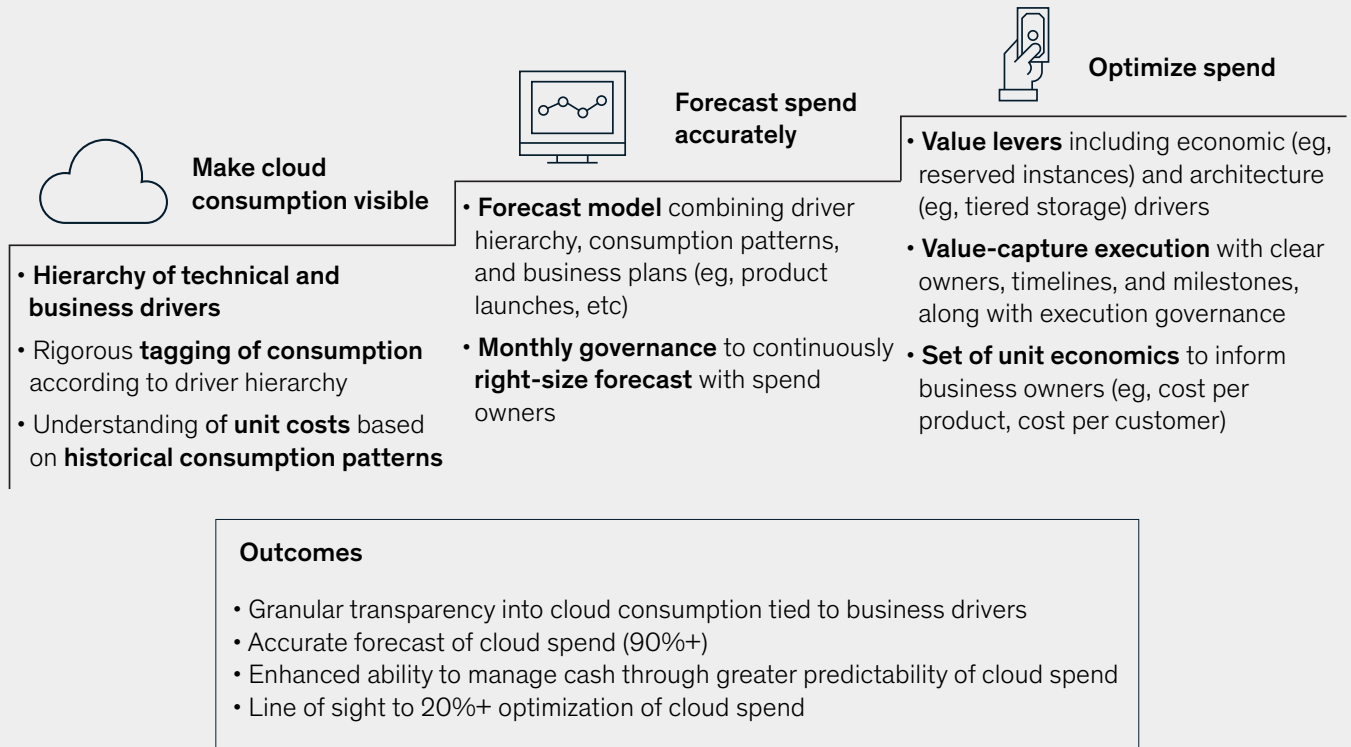 Make cloud
consumption visible
• Hierarchy of technical and
business drivers
• Rigorous tagging of consumption
according to driver hierarchy
• Understanding of unit costs based
on historical consumption patterns
Forecast spend
accurately
• Forecast model combining driver
hierarchy, consumption patterns,
and business plans (eg, product
launches, etc)
• Monthly governance to continuously
right-size forecast with spend
owners
Optimize spend
• Value levers including economic (eg,
reserved instances) and architecture
(eg, tiered storage) drivers
• Value-capture execution with clear
owners, timelines, and milestones,
along with execution governance
• Set of unit economics to inform
business owners (eg, cost per
product, cost per customer)
Outcomes
• Granular transparency into cloud consumption tied to business drivers
• Accurate forecast of cloud spend (90%+)
• Enhanced ability to manage cash through greater predictability of cloud spend
• Line of sight to 20%+ optimization of cloud spend